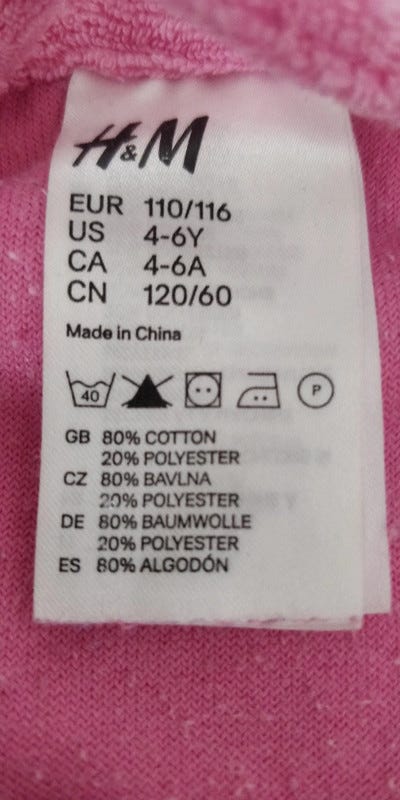 H&M
EUR 110/116
US 4-6Y
CA 4-6A
CN 120/60
Made in China
40
P
GB 80% COTTON
20% POLYESTER
CZ 80% BAVLNA
20% POLYESTER
DE 80% BAUMWOLLE
20% POLYESTER
ES 80% ALGODÓN